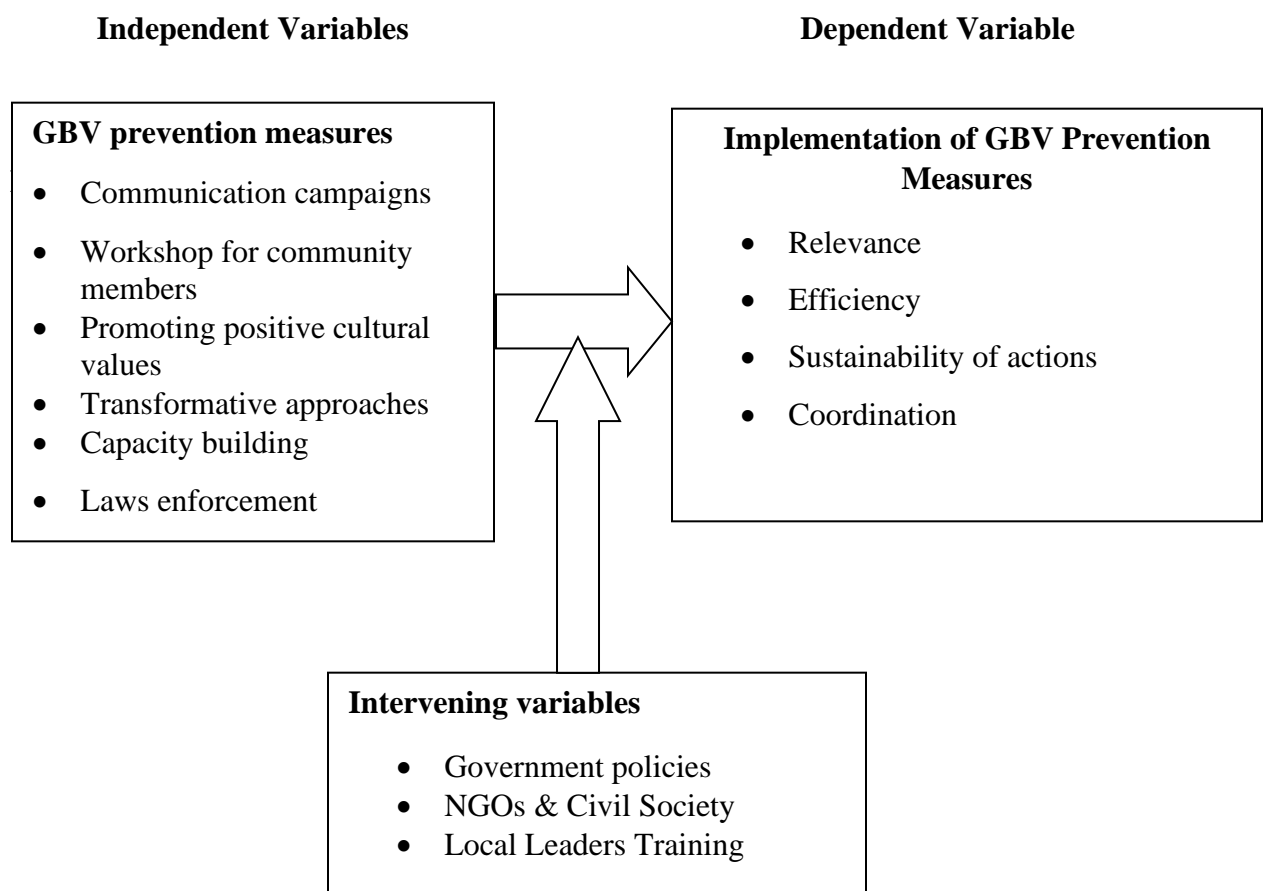 Independent Variables
Dependent Variable
GBV prevention measures
• Communication campaigns
• Workshop for community
members
• Promoting positive cultural
values
• Transformative approaches
• Capacity building
• Laws enforcement
Implementation of GBV Prevention
Measures
• Relevance
• Efficiency
• Sustainability of actions
• Coordination
Intervening variables
• Government policies
• NGOs & Civil Society
• Local Leaders Training